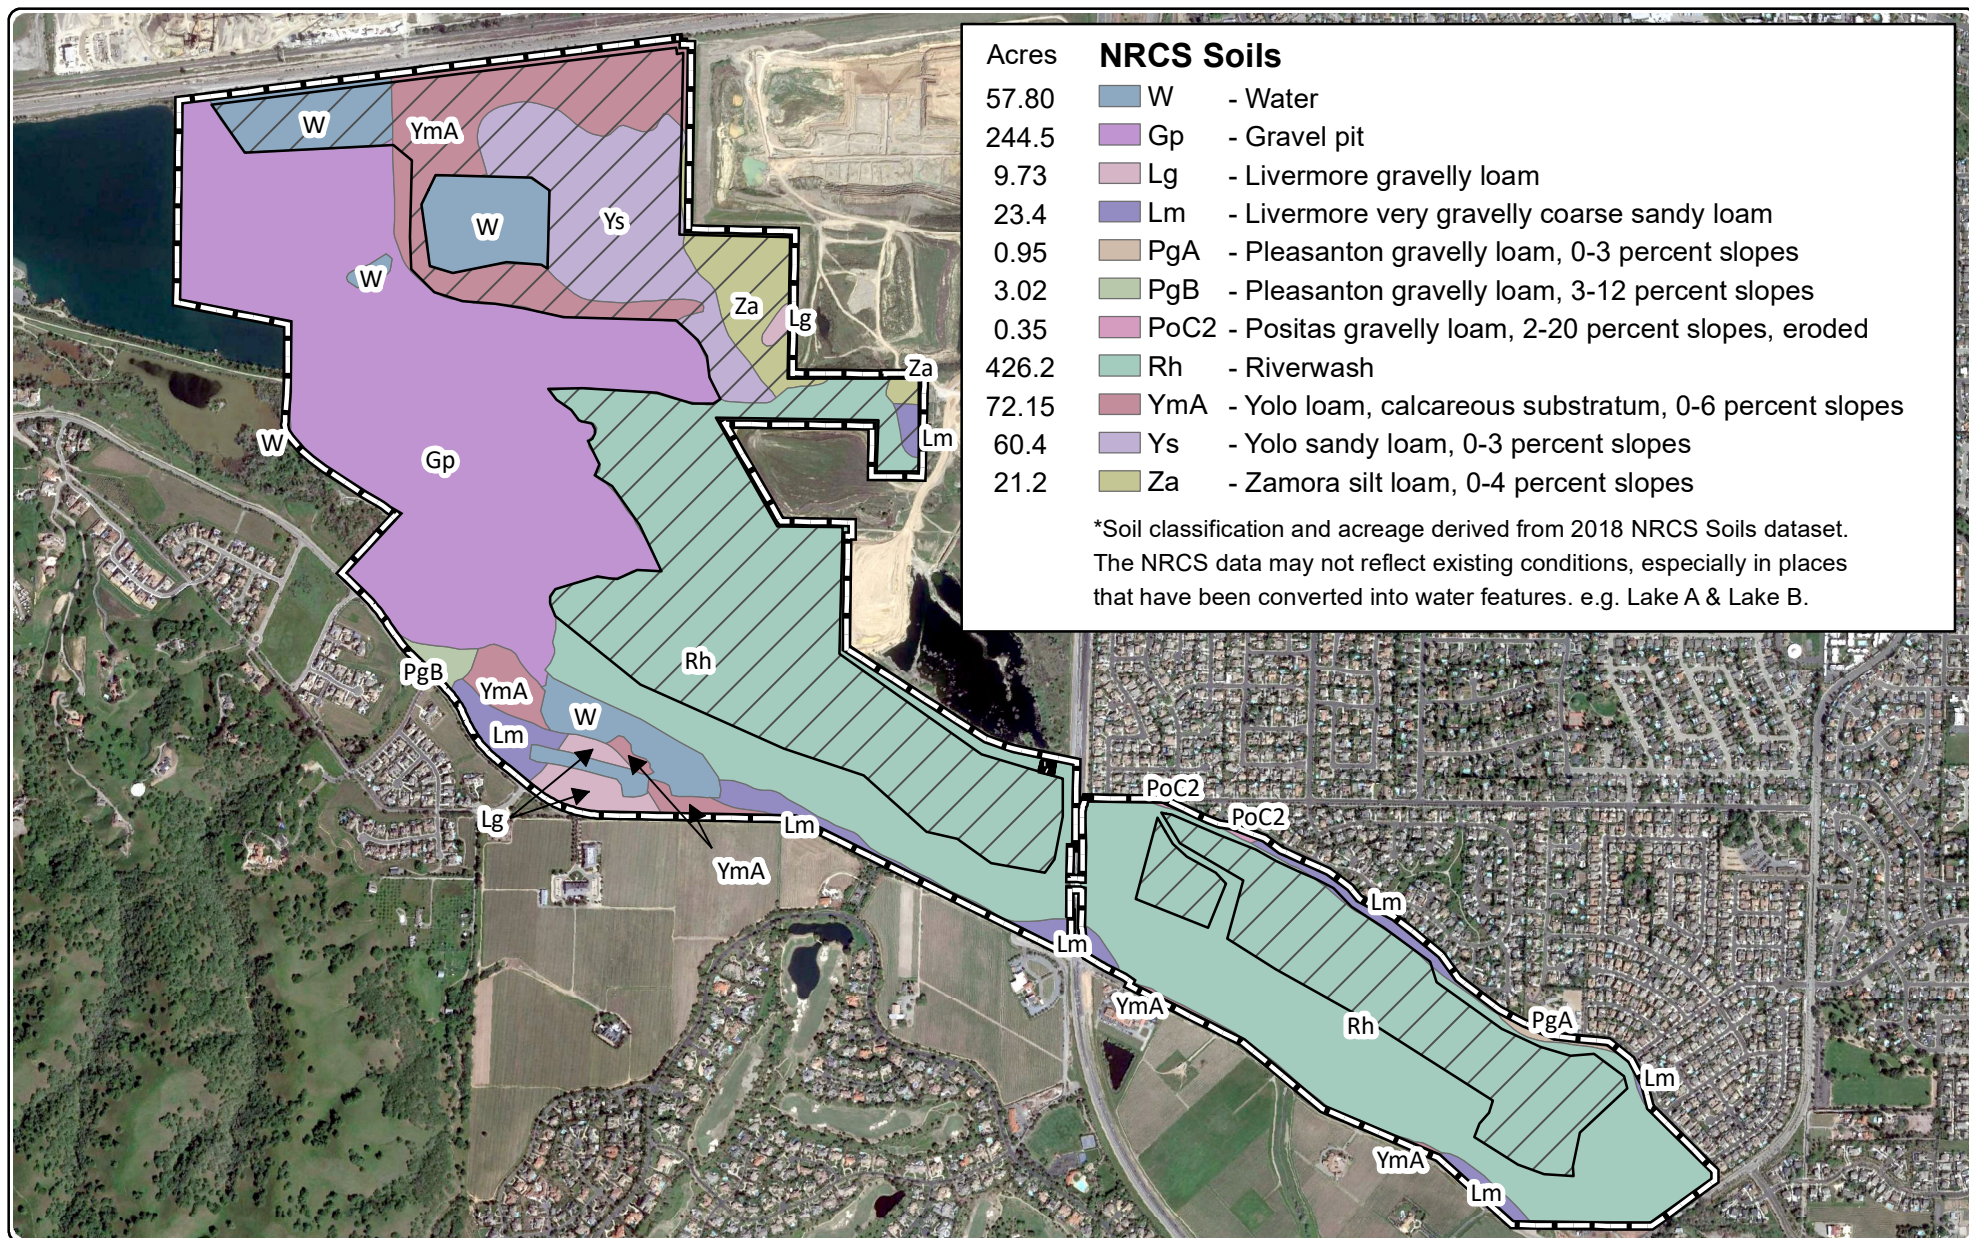 Acres NRCS Soils
57.80 W - Water
244.5 Gp - Gravel pit
9.73 Lg - Livermore gravelly loam
23.4 Lm - Livermore very gravelly coarse sandy loam
0.95 PgA - Pleasanton gravelly loam, 0-3 percent slopes
3.02 PgB - Pleasanton gravelly loam, 3-12 percent slopes
0.35 PoC2 - Positas gravelly loam, 2-20 percent slopes, eroded
426.2 Rh - Riverwash
72.15 YmA - Yolo loam, calcareous substratum, 0-6 percent slopes
60.4 Ys - Yolo sandy loam, 0-3 percent slopes
21.2 Za - Zamora silt loam, 0-4 percent slopes
*Soil classification and acreage derived from 2018 NRCS Soils dataset.
The NRCS data may not reflect existing conditions, especially in places
that have been converted into water features. e.g. Lake A & Lake B.
W
YmA
W
Ys
W
Za
Lg
Za
W
Lm
Gp
PgB
Rh
YmA
W
Lm
Lg
Lm
YmA
PoC2
PoC2
Lm
Lm
YmA
Rh
PgA
Lm
YmA
Lm